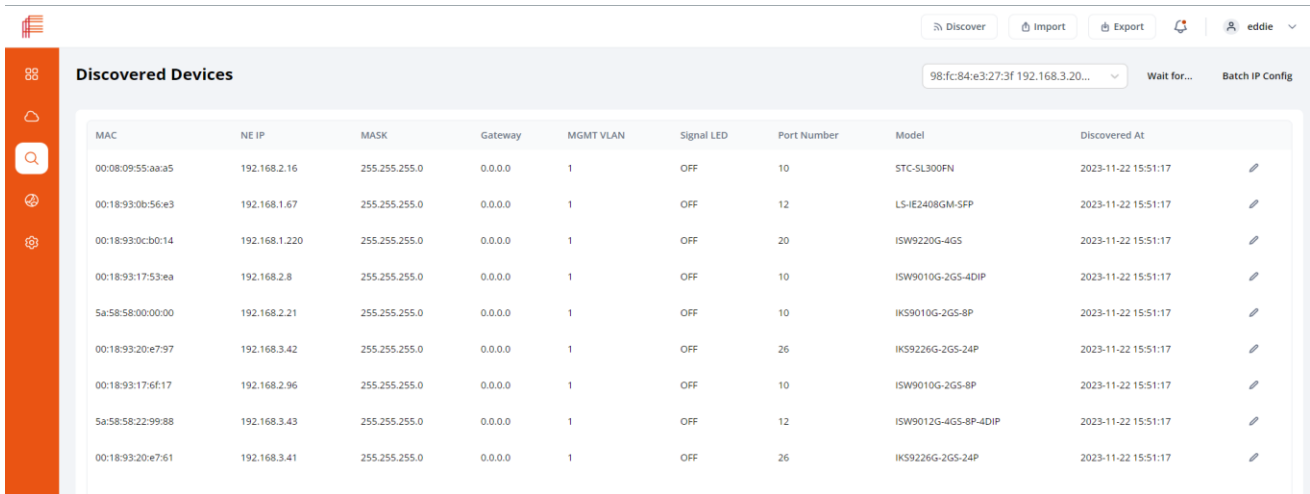 Discover Import Export eddie
Discovered Devices 98:fc:84:e3:27:3f 192.168.3.20... Wait for... Batch IP Config
MAC NE IP MASK Gateway MGMT VLAN Signal LED Port Number Model Discovered At
00:08:09:55:aa:a5 192.168.2.16 255.255.255.0 0.0.0.0 1 OFF 10 STC-SL300FN 2023-11-22 15:51:17
00:18:93:0b:56:e3 192.168.1.67 255.255.255.0 0.0.0.0 1 OFF 12 LS-IE2408GM-SFP 2023-11-22 15:51:17
00:18:93:0c:b0:14 192.168.1.220 255.255.255.0 0.0.0.0 1 OFF 20 ISW9220G-4GS 2023-11-22 15:51:17
00:18:93:17:53:ea 192.168.2.8 255.255.255.0 0.0.0.0 1 OFF 10 ISW9010G-2GS-4DIP 2023-11-22 15:51:17
5a:58:58:00:00:00 192.168.2.21 255.255.255.0 0.0.0.0 1 OFF 10 IKS9010G-2GS-8P 2023-11-22 15:51:17
00:18:93:20:e7:97 192.168.3.42 255.255.255.0 0.0.0.0 1 OFF 26 IKS9226G-2GS-24P 2023-11-22 15:51:17
00:18:93:17:6f:17 192.168.2.96 255.255.255.0 0.0.0.0 1 OFF 10 ISW9010G-2GS-8P 2023-11-22 15:51:17
5a:58:58:22:99:88 192.168.3.43 255.255.255.0 0.0.0.0 1 OFF 12 ISW9012G-4GS-8P-4DIP 2023-11-22 15:51:17
00:18:93:20:e7:61 192.168.3.41 255.255.255.0 0.0.0.0 1 OFF 26 IKS9226G-2GS-24P 2023-11-22 15:51:17